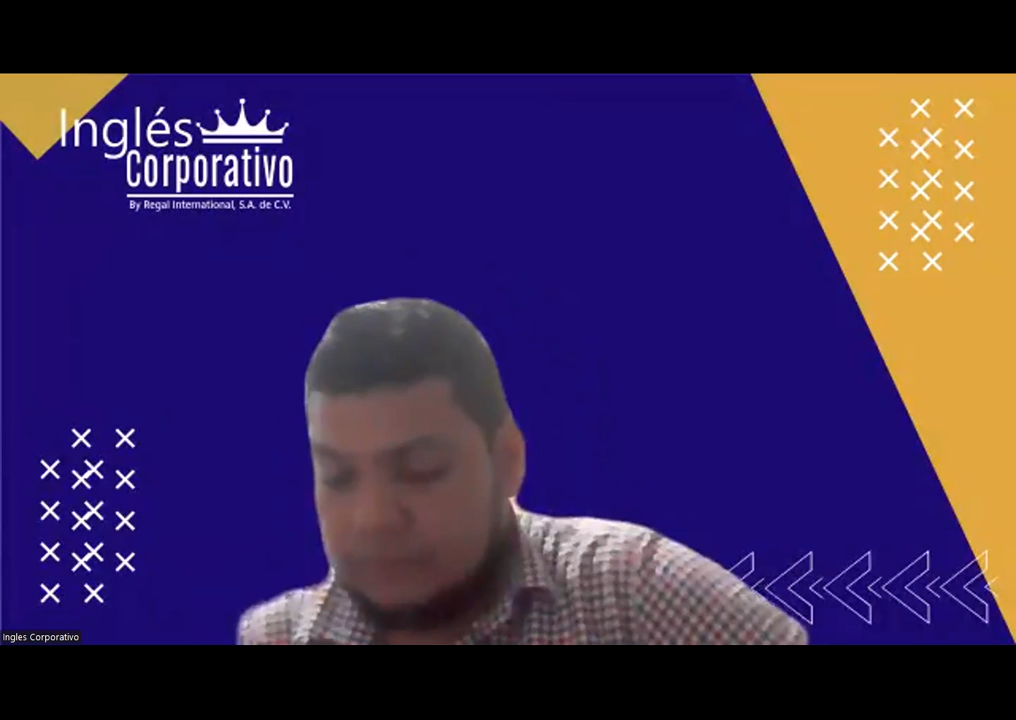 Inglés
Corporativo
By Regal International, S.A. de C.V.
Ingles Corporativo